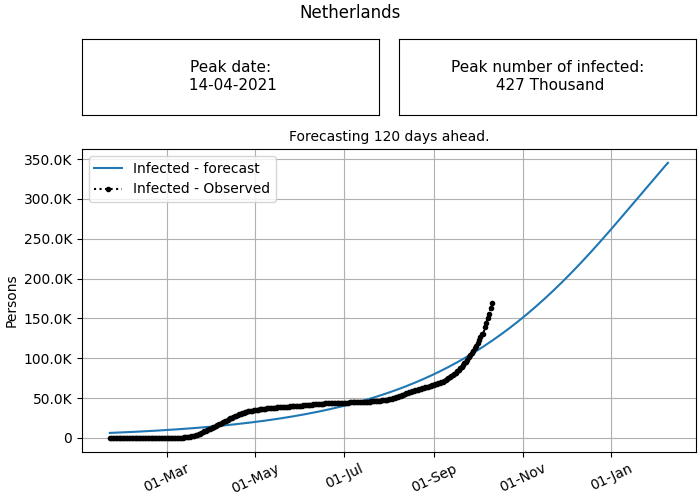 Netherlands
Peak date:
14-04-2021
Peak number of infected:
427 Thousand
Forecasting 120 days ahead.
Infected - forecast
Infected - Observed
350.0K
300.0K
250.0K
200.0K
150.0K
100.0K
50.0K
0
Persons
01-Mar
01-May
01-Jul
01-Sep
01-Nov
01-Jan